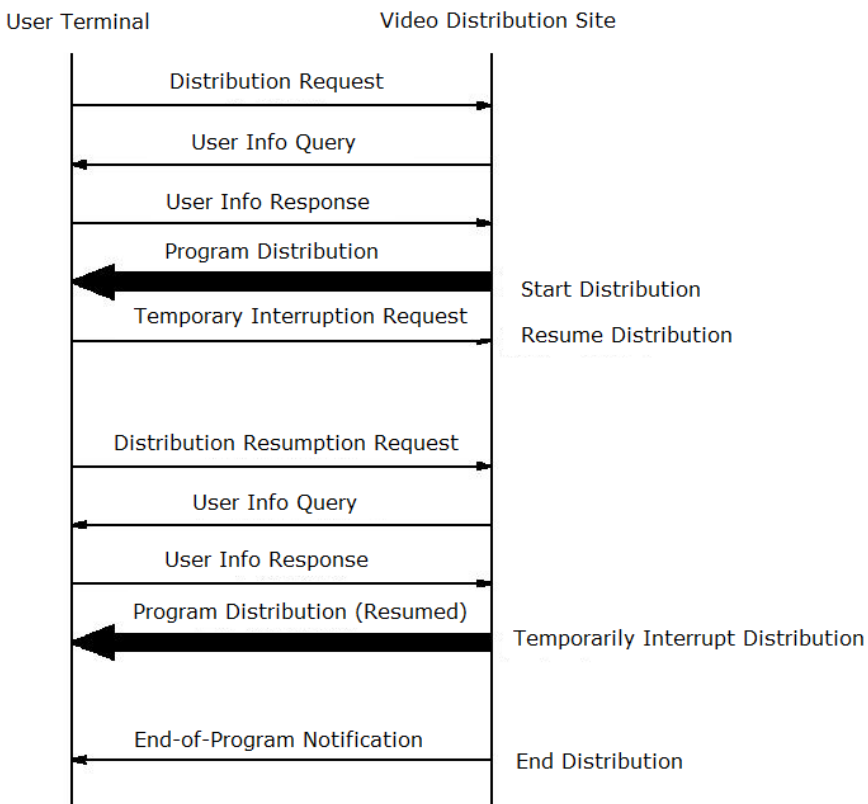 User Terminal
Video Distribution Site
Distribution Request
User Info Query
User Info Response
Program Distribution
Start Distribution
Temporary Interruption Request
Resume Distribution
Distribution Resumption Request
User Info Query
User Info Response
Program Distribution (Resumed)
Temporarily Interrupt Distribution
End-of-Program Notification
End Distribution